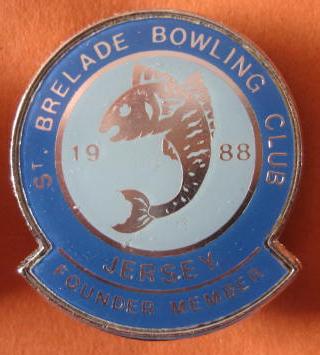 ST. BRELADE BOWLING CLUB
19 88
JERSEY
FOUNDER MEMBER